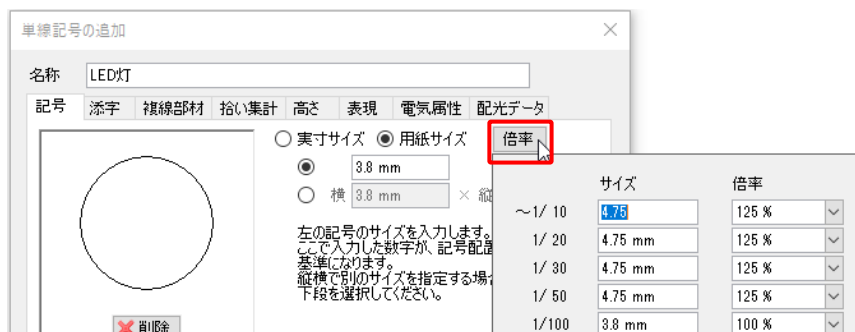 単線記号の追加
名称 LED灯
記号 添字 複線部材 拾い集計 高さ 表現 電気属性 配光データ
実寸サイズ 用紙サイズ 倍率
3.8 mm
横 3.8 mm × 縦
左の記号のサイズを入力します。
ここで入力した数字が、記号配置
基準になります。
縦横で別のサイズを指定する場合
下段を選択してください。
削除
サイズ 倍率
～1/ 10 4.75 125 %
1/ 20 4.75 mm 125 %
1/ 30 4.75 mm 125 %
1/ 50 4.75 mm 125 %
1/100 3.8 mm 100 %